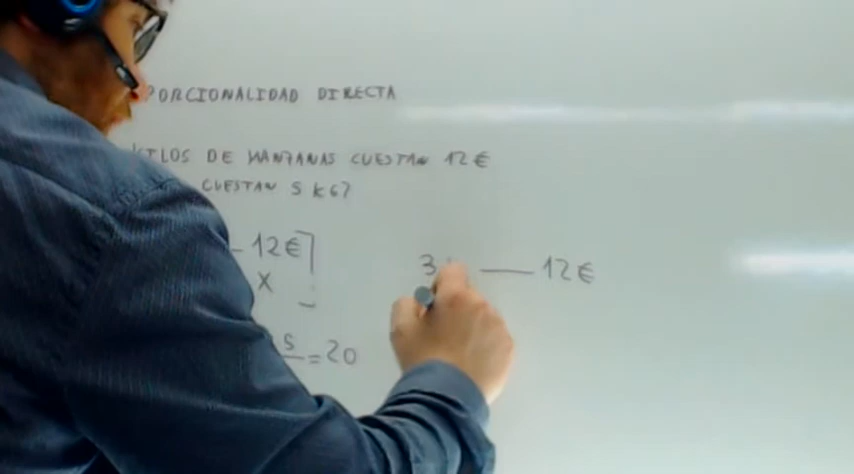 PORCIONALIDAD DIRECTA
KILOS DE MANZANAS CUESTAN 12€
CUESTAN 5 KG?
— 12€
X
5
= 20
3 — 12€